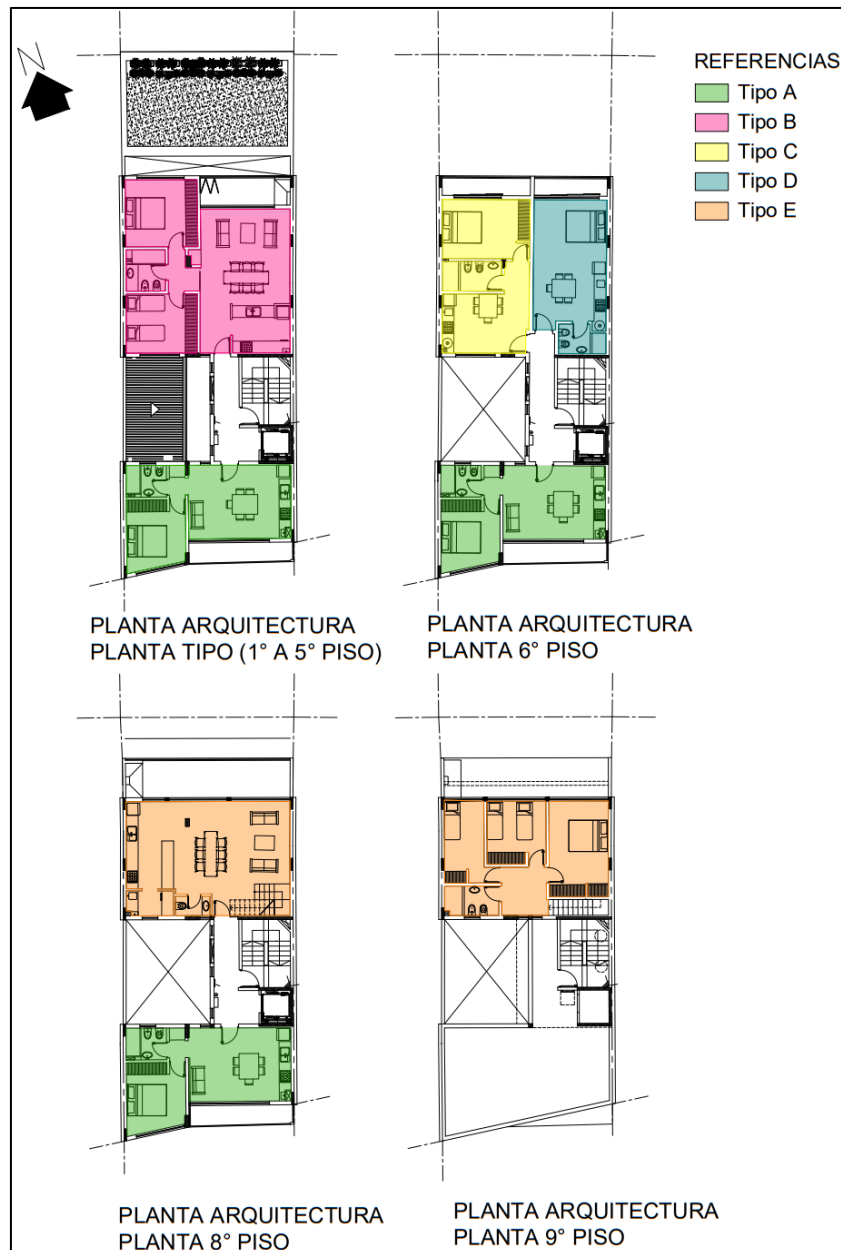 N
REFERENCIAS
Tipo A
Tipo B
Tipo C
Tipo D
Tipo E
PLANTA ARQUITECTURA
PLANTA TIPO (1° A 5° PISO)
PLANTA ARQUITECTURA
PLANTA 6° PISO
PLANTA ARQUITECTURA
PLANTA 8° PISO
PLANTA ARQUITECTURA
PLANTA 9° PISO